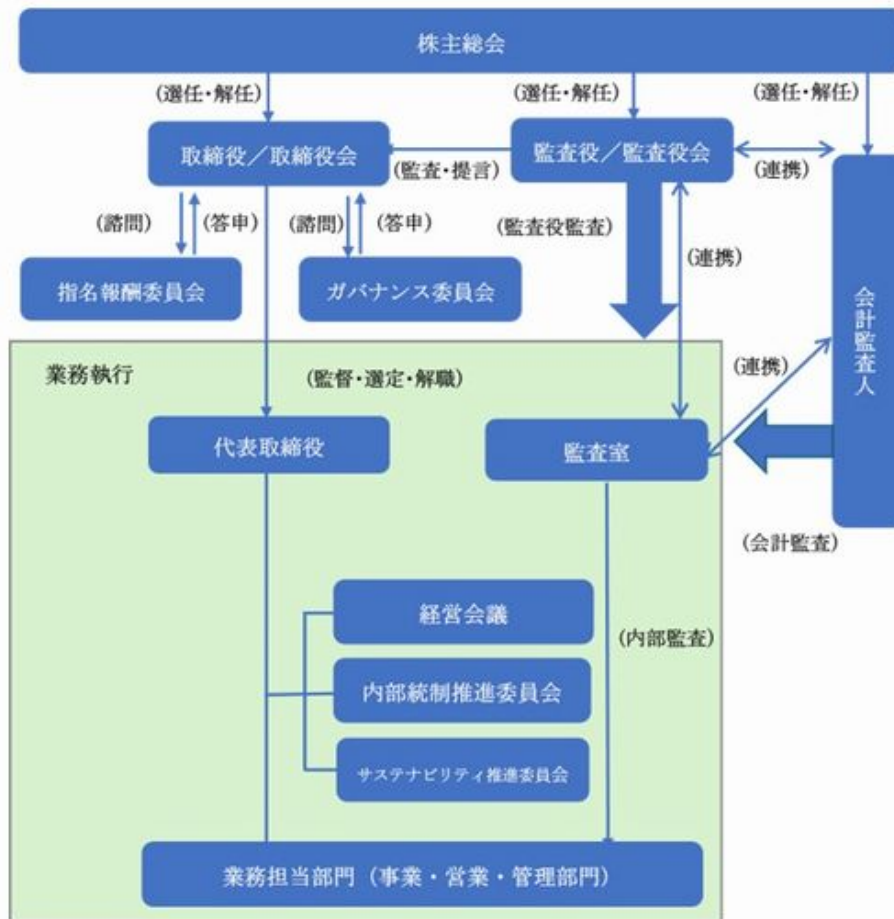 株主総会
(選任・解任)
(選任・解任)
(選任・解任)
取締役／取締役会
(監査・提言)
監査役／監査役会
(連携)
(諮問)
(答申)
(諮問)
(答申)
(監査役監査)
(連携)
指名報酬委員会
ガバナンス委員会
会計監査人
業務執行
(監督・選定・解職)
(連携)
代表取締役
監査室
(会計監査)
経営会議
(内部監査)
内部統制推進委員会
サステナビリティ推進委員会
業務担当部門（事業・営業・管理部門）